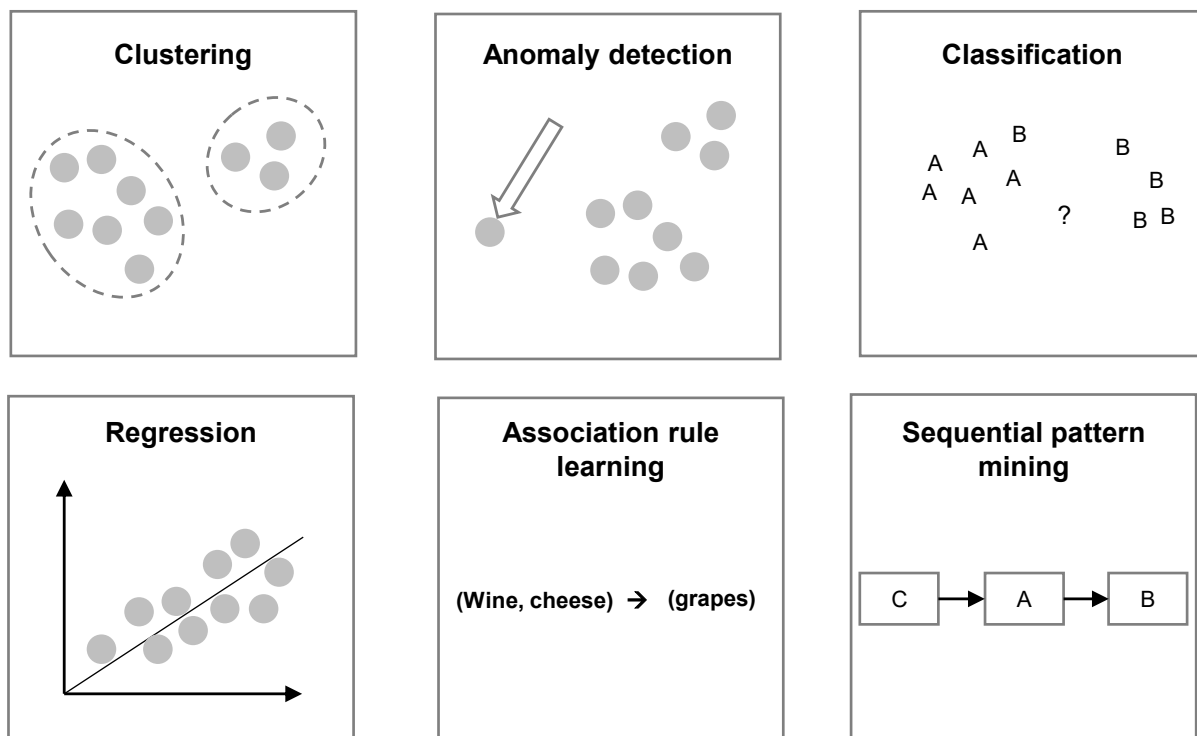 Clustering
Anomaly detection
Classification
A
A
A
A
A
B
A
?
B
B
B
B
Regression
Association rule
learning
(Wine, cheese) → (grapes)
Sequential pattern
mining
C
A
B